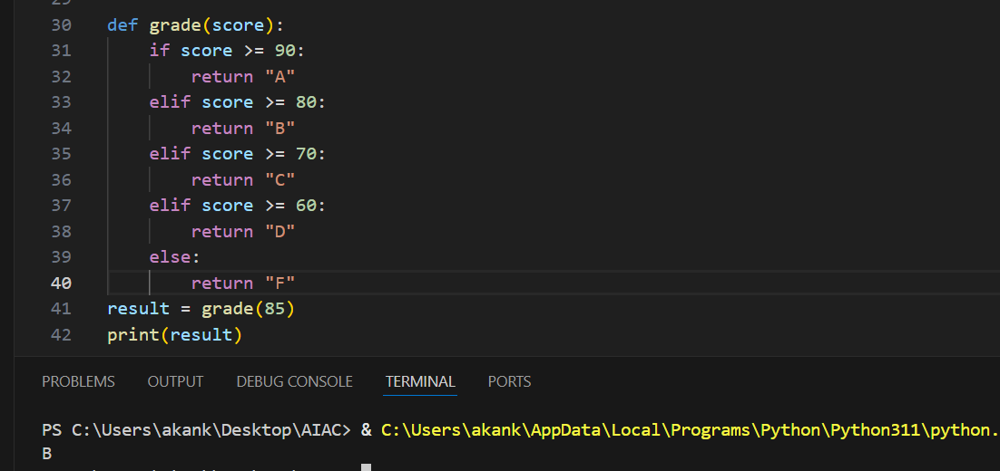 29
30 def grade(score):
31     if score >= 90:
32         return "A"
33     elif score >= 80:
34         return "B"
35     elif score >= 70:
36         return "C"
37     elif score >= 60:
38         return "D"
39     else:
40         return "F"
41 result = grade(85)
42 print(result)
PROBLEMS OUTPUT DEBUG CONSOLE TERMINAL PORTS
PS C:\Users\akank\Desktop\AIAC> & C:\Users\akank\AppData\Local\Programs\Python\Python311\python.
B